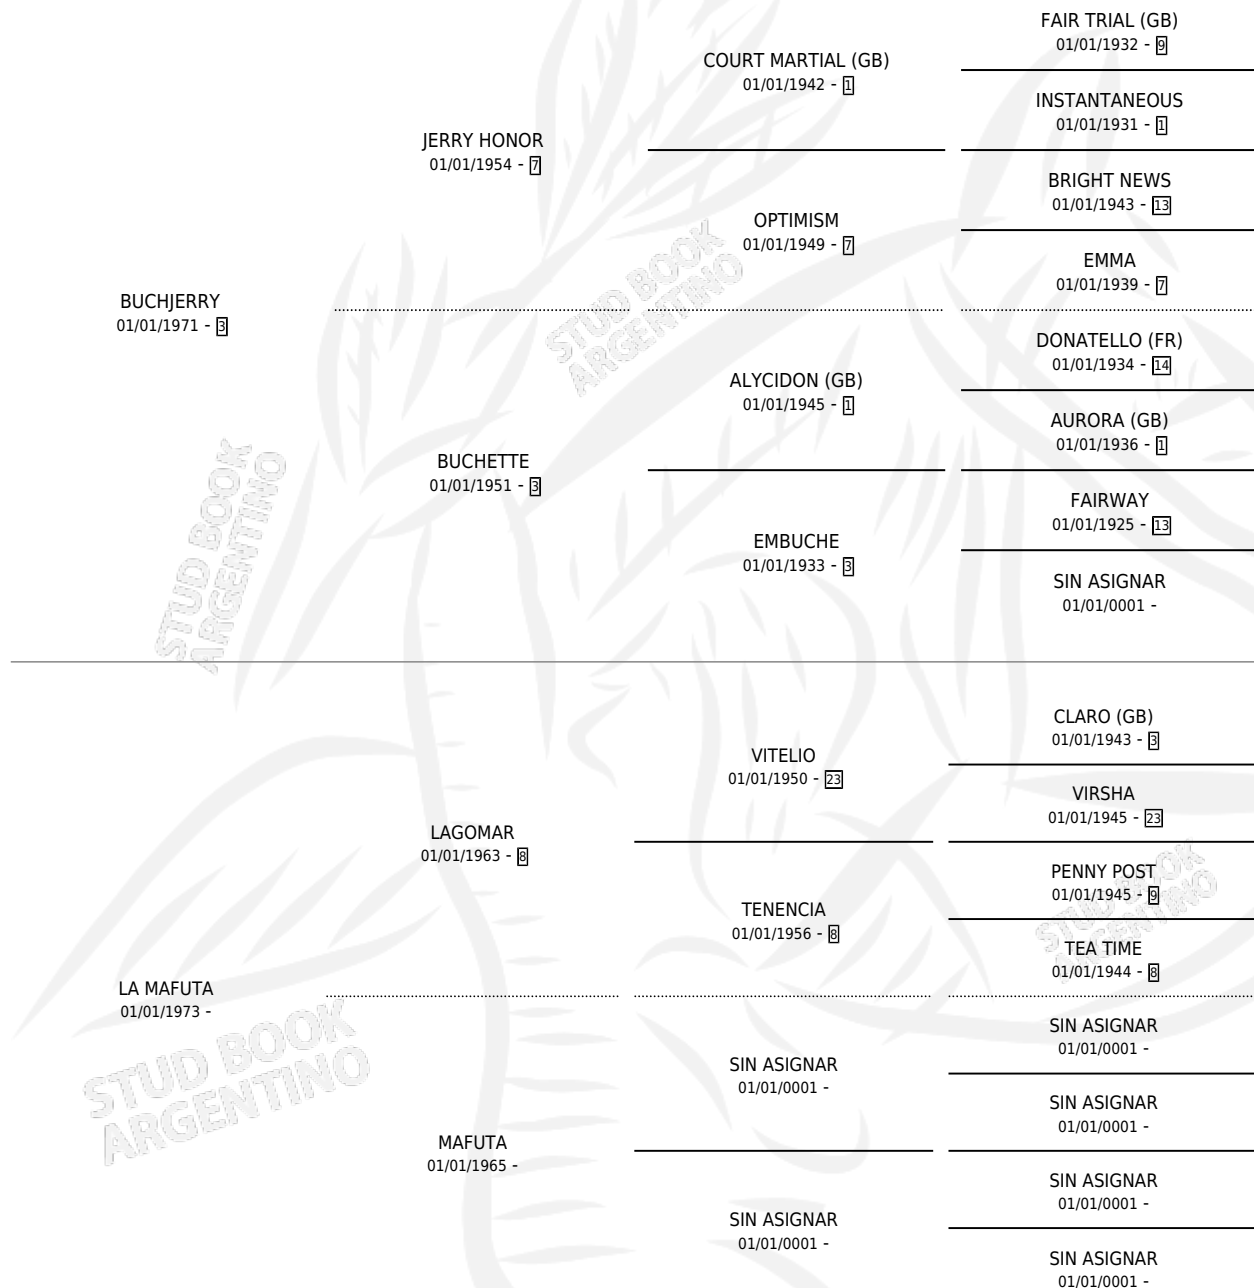 FAIR TRIAL (GB)
01/01/1932 - 9
COURT MARTIAL (GB)
01/01/1942 - 1
INSTANTANEOUS
01/01/1931 - 1
JERRY HONOR
01/01/1954 - 7
BRIGHT NEWS
01/01/1943 - 13
OPTIMISM
01/01/1949 - 7
EMMA
01/01/1939 - 7
BUCHJERRY
01/01/1971 - 3
DONATELLO (FR)
01/01/1934 - 14
ALYCIDON (GB)
01/01/1945 - 1
AURORA (GB)
01/01/1936 - 1
BUCHETTE
01/01/1951 - 3
FAIRWAY
01/01/1925 - 13
EMBUCHE
01/01/1933 - 3
SIN ASIGNAR
01/01/0001 -
CLARO (GB)
01/01/1943 - 3
VITELIO
01/01/1950 - 23
VIRSHA
01/01/1945 - 23
LAGOMAR
01/01/1963 - 8
PENNY POST
01/01/1945 - 9
TENENCIA
01/01/1956 - 8
TEA TIME
01/01/1944 - 8
LA MAFUTA
01/01/1973 -
SIN ASIGNAR
01/01/0001 -
SIN ASIGNAR
01/01/0001 -
SIN ASIGNAR
01/01/0001 -
MAFUTA
01/01/1965 -
SIN ASIGNAR
01/01/0001 -
SIN ASIGNAR
01/01/0001 -
SIN ASIGNAR
01/01/0001 -
STUD BOOK
ARGENTINO
STUD BOOK
ARGENTINO
STUD BOOK
ARGENTINO
STUD BOOK
ARGENTINO